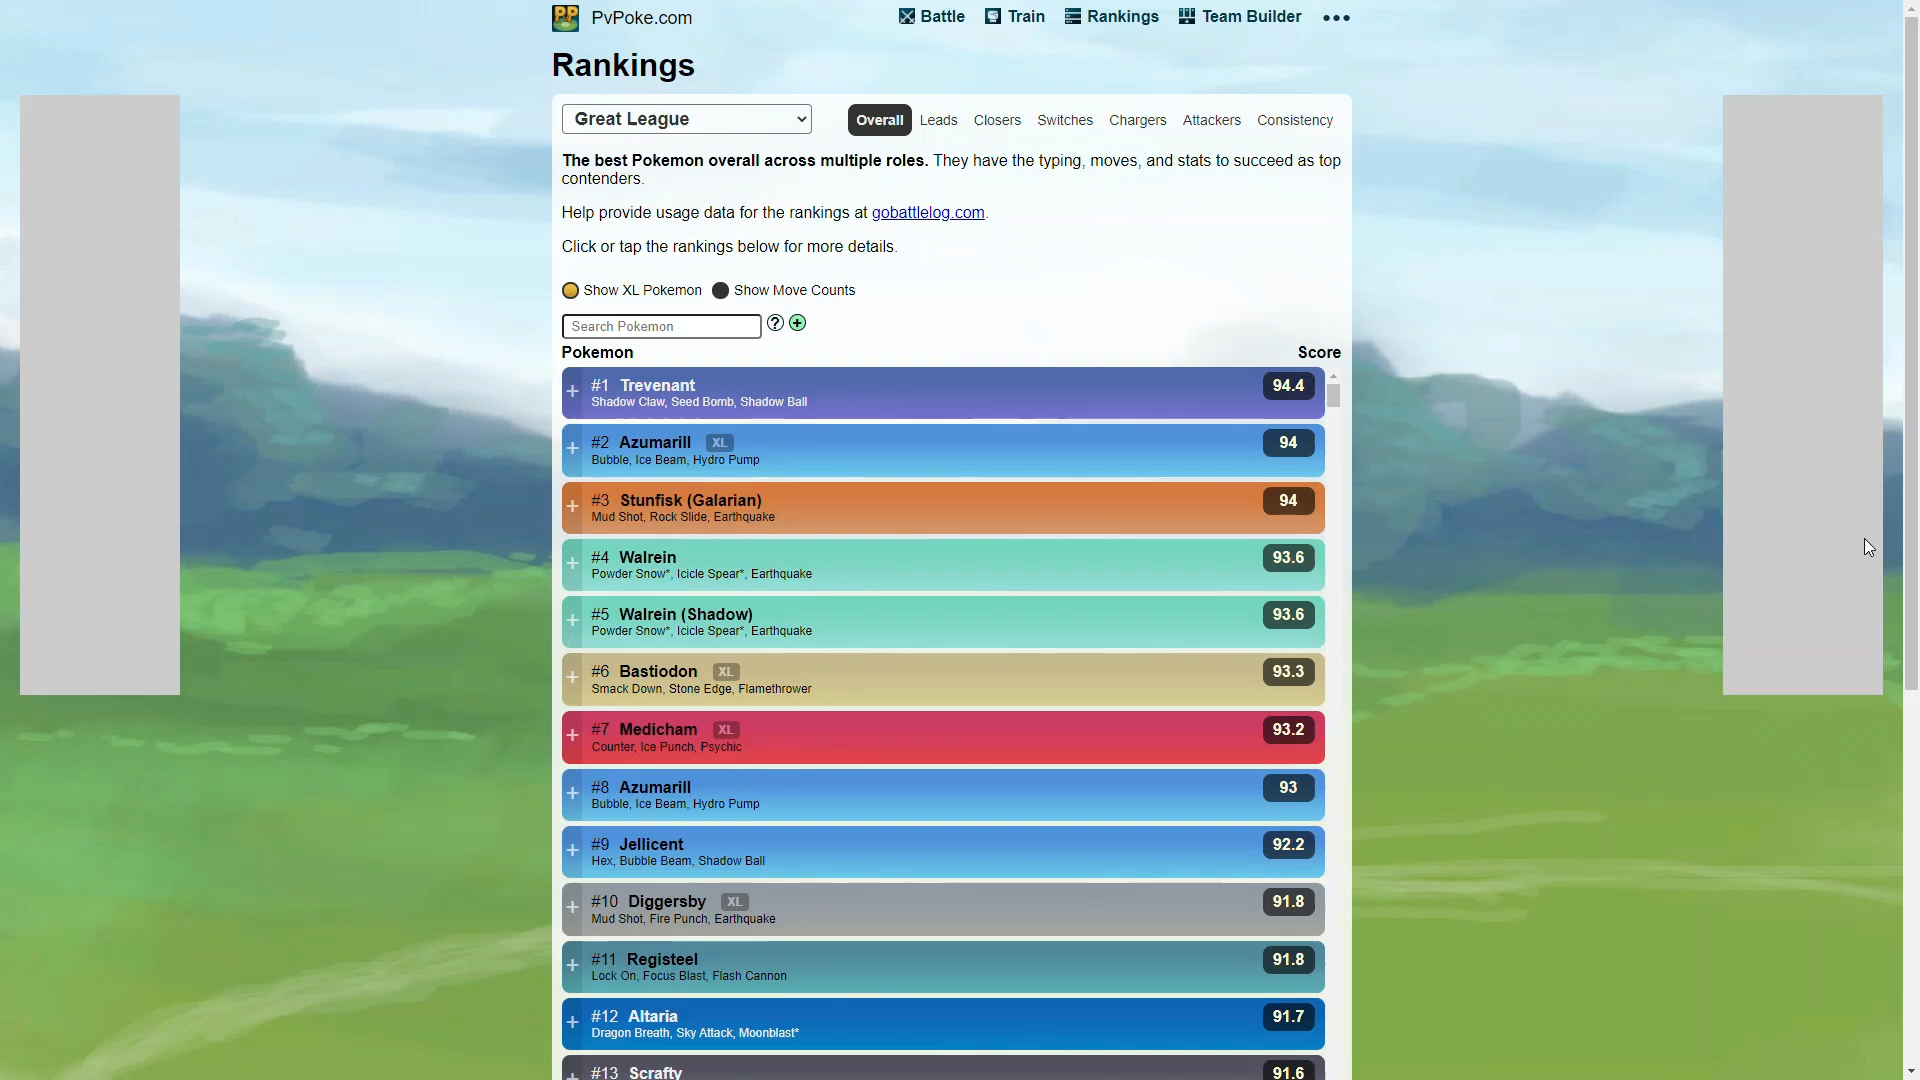 PvPoke.com
Battle Train Rankings Team Builder
Rankings
Great League
Overall Leads Closers Switches Chargers Attackers Consistency
The best Pokemon overall across multiple roles. They have the typing, moves, and stats to succeed as top
contenders.
Help provide usage data for the rankings at gobattlelog.com.
Click or tap the rankings below for more details.
Show XL Pokemon Show Move Counts
Search Pokemon ? +
Pokemon Score
+ #1 Trevenant 94.4
Shadow Claw, Seed Bomb, Shadow Ball
+ #2 Azumarill XL 94
Bubble, Ice Beam, Hydro Pump
+ #3 Stunfisk (Galarian) 94
Mud Shot, Rock Slide, Earthquake
+ #4 Walrein 93.6
Powder Snow*, Icicle Spear*, Earthquake
+ #5 Walrein (Shadow) 93.6
Powder Snow*, Icicle Spear*, Earthquake
+ #6 Bastiodon XL 93.3
Smack Down, Stone Edge, Flamethrower
+ #7 Medicham XL 93.2
Counter, Ice Punch, Psychic
+ #8 Azumarill 93
Bubble, Ice Beam, Hydro Pump
+ #9 Jellicent 92.2
Hex, Bubble Beam, Shadow Ball
+ #10 Diggersby XL 91.8
Mud Shot, Fire Punch, Earthquake
+ #11 Registeel 91.8
Lock On, Focus Blast, Flash Cannon
+ #12 Altaria 91.7
Dragon Breath, Sky Attack, Moonblast*
+ #13 Scrafty 91.6